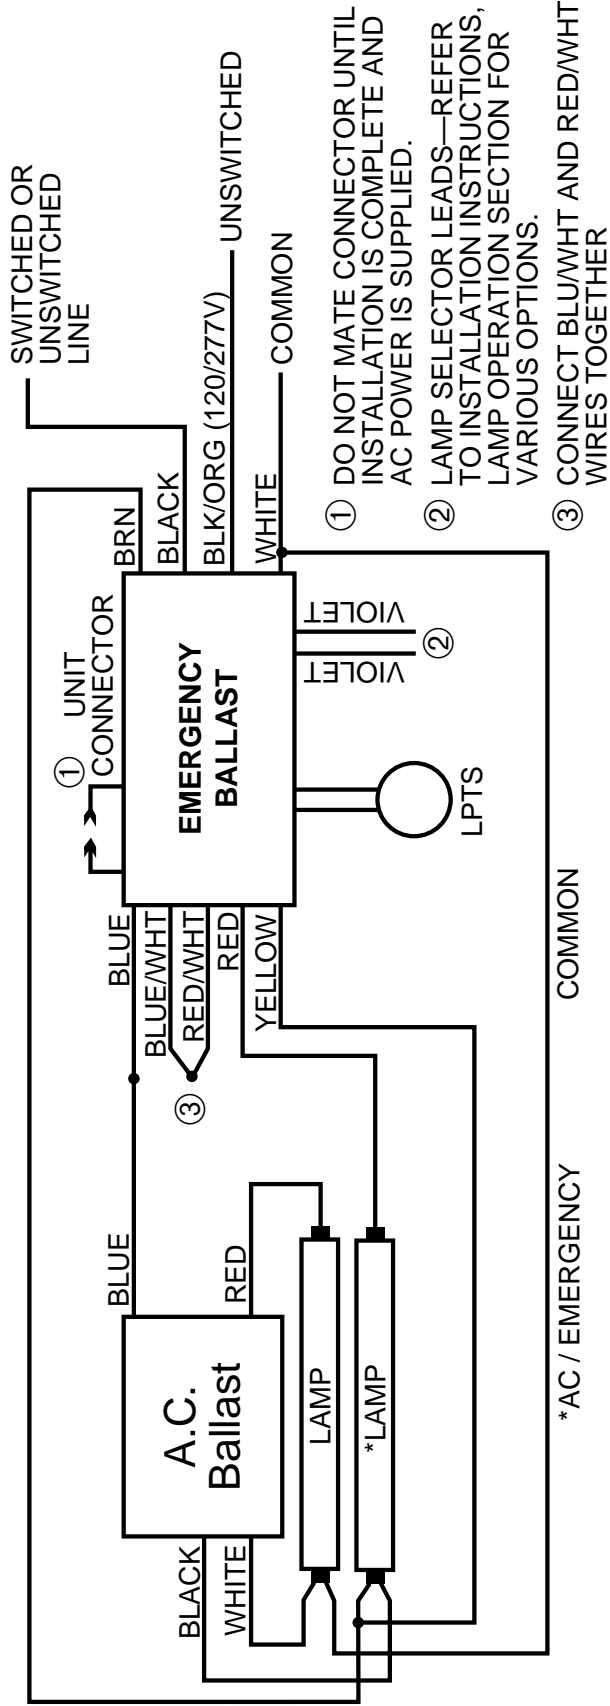 SWITCHED OR
UNSWITCHED
LINE
BRN
BLACK
BLK/ORG (120/277V)
UNSWITCHED
WHITE
COMMON
① UNIT
CONNECTOR
EMERGENCY
BALLAST
VIOLET
VIOLET
②
LPTS
BLUE
BLUE/WHT
RED/WHT
RED
YELLOW
③
BLUE
RED
A.C.
Ballast
BLACK
WHITE
LAMP
*LAMP
COMMON
*AC / EMERGENCY
① DO NOT MATE CONNECTOR UNTIL
INSTALLATION IS COMPLETE AND
AC POWER IS SUPPLIED.
② LAMP SELECTOR LEADS—REFER
TO INSTALLATION INSTRUCTIONS,
LAMP OPERATION SECTION FOR
VARIOUS OPTIONS.
③ CONNECT BLU/WHT AND RED/WHT
WIRES TOGETHER